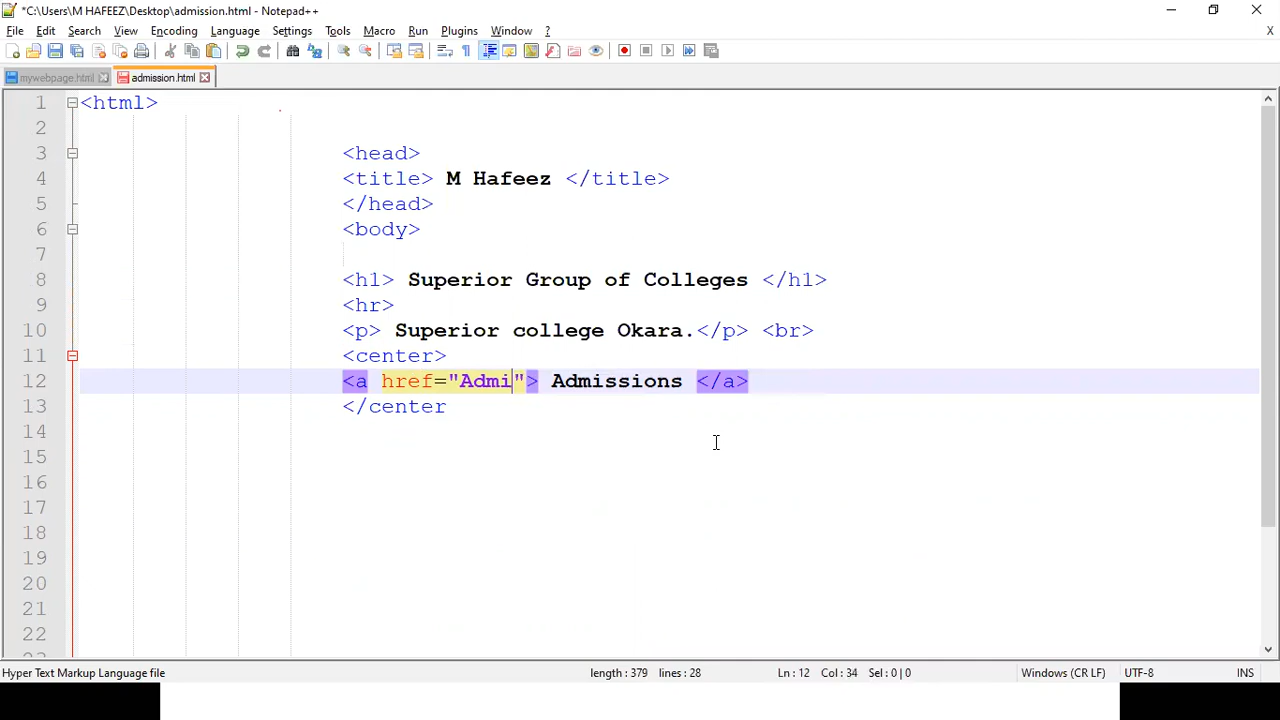 *C:\Users\M HAFEEZ\Desktop\admission.html - Notepad++
File Edit Search View Encoding Language Settings Tools Macro Run Plugins Window ? X
mywebpage.html admission.html
1 <html>
2
3 <head>
4 <title> M Hafeez </title>
5 </head>
6 <body>
7
8 <h1> Superior Group of Colleges </h1>
9 <hr>
10 <p> Superior college Okara.</p> <br>
11 <center>
12 <a href="Admi"> Admissions </a>
13 </center
14
15
16
17
18
19
20
21
22
Hyper Text Markup Language file length : 379 lines : 28 Ln : 12 Col : 34 Sel : 0 | 0 Windows (CR LF) UTF-8 INS